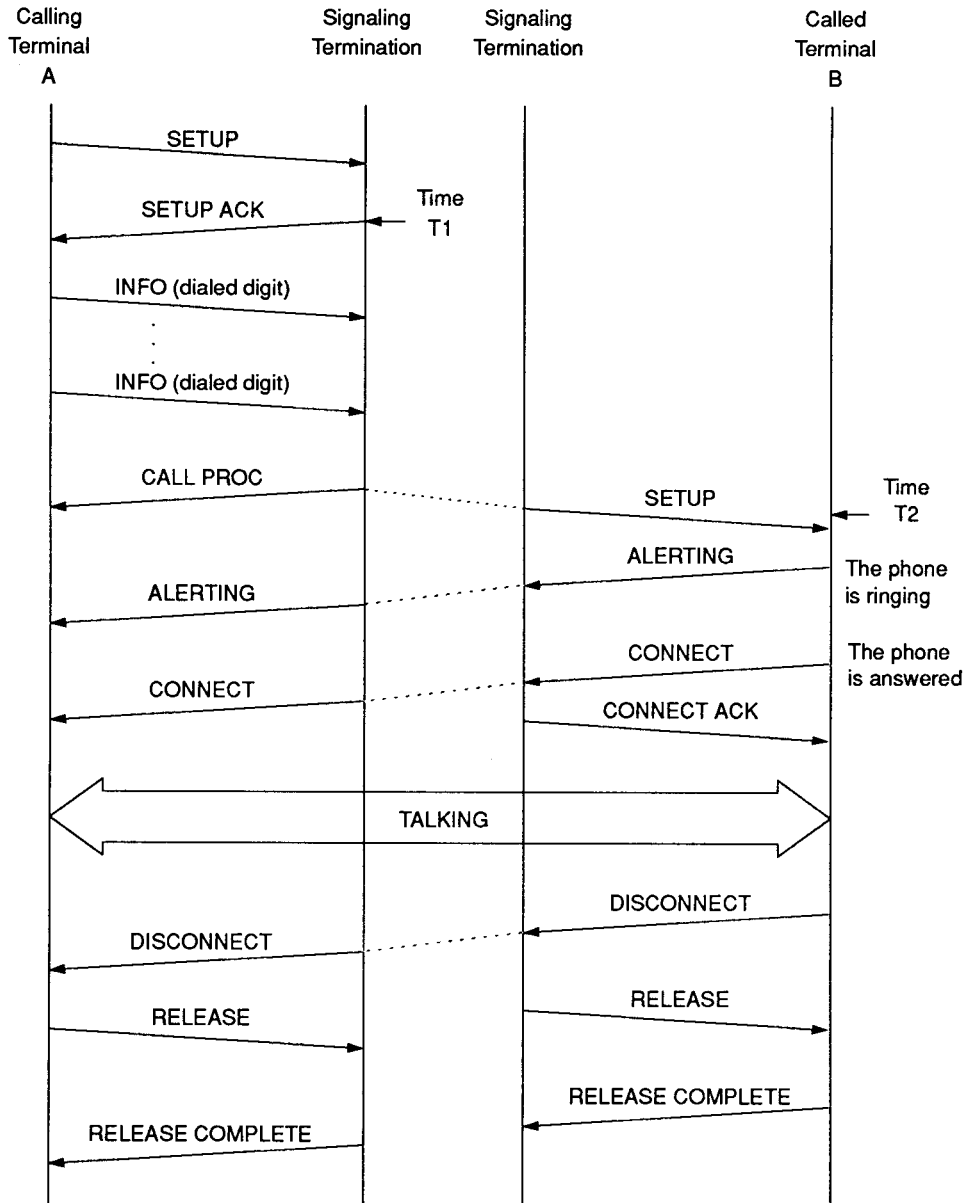 Calling
Terminal
A
Signaling
Termination
Signaling
Termination
Called
Terminal
B
SETUP
SETUP ACK
Time
T1
INFO (dialed digit)
INFO (dialed digit)
CALL PROC
SETUP
Time
T2
ALERTING
ALERTING
The phone
is ringing
CONNECT
CONNECT
The phone
is answered
CONNECT ACK
TALKING
DISCONNECT
DISCONNECT
RELEASE
RELEASE
RELEASE COMPLETE
RELEASE COMPLETE